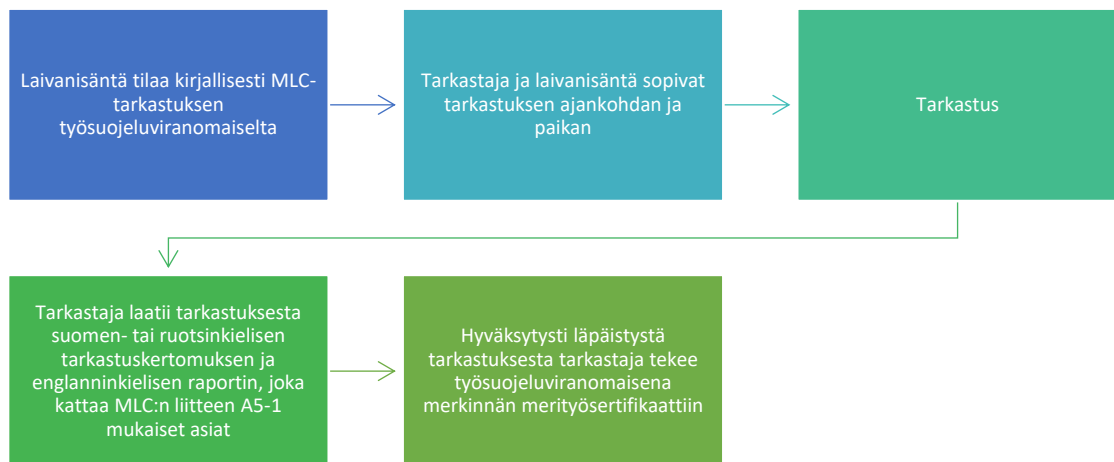 Laivanisäntä tilaa kirjallisesti MLC-
tarkastuksen
työsuojeluviranomaiselta
Tarkastaja ja laivanisäntä sopivat
tarkastuksen ajankohdan ja
paikan
Tarkastus
Tarkastaja laatii tarkastuksesta
suomen- tai ruotsinkielisen
tarkastuskertomuksen ja
englanninkielisen raportin, joka
kattaa MLC:n liitteen A5-1
mukaiset asiat
Hyväksytysti läpäistystä
tarkastuksesta tarkastaja tekee
työsuojeluviranomaisena
merkinnän merityösertifikaattiin